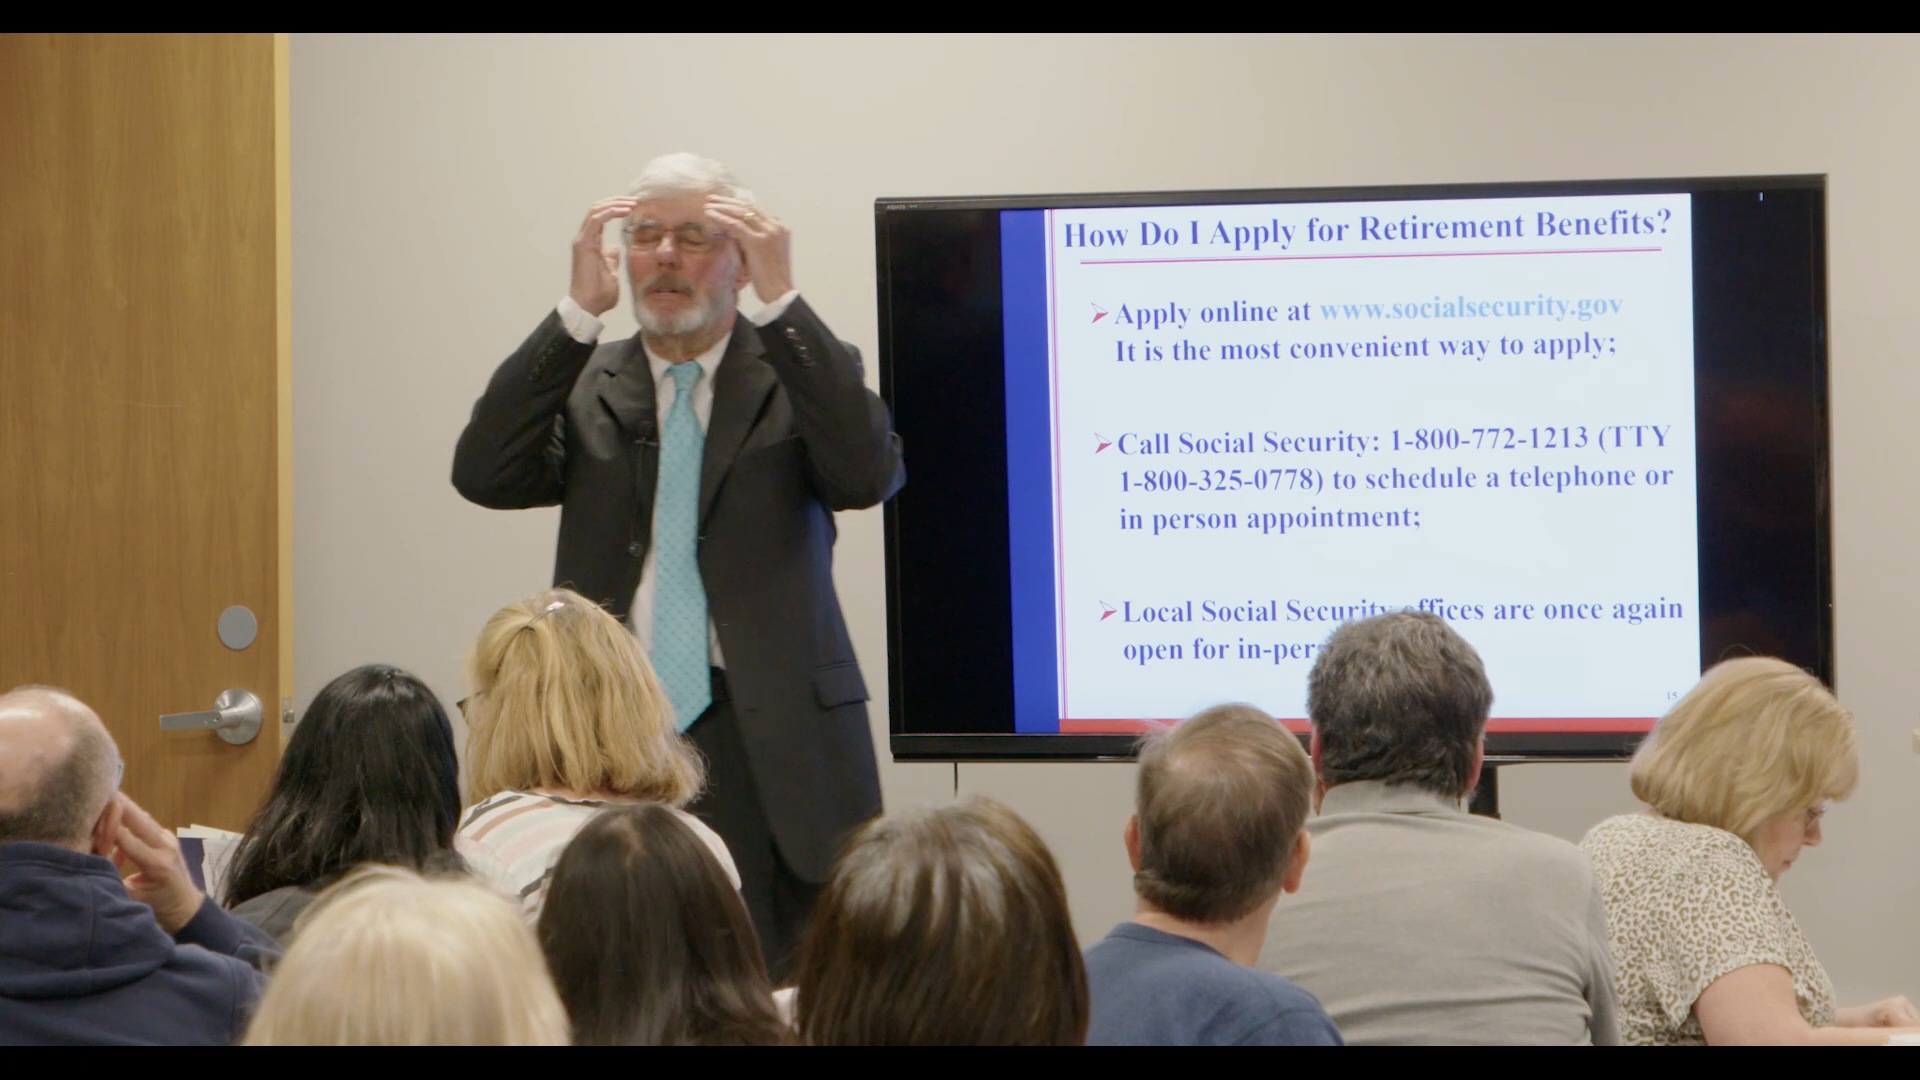 How Do I Apply for Retirement Benefits?
Apply online at www.socialsecurity.gov
It is the most convenient way to apply;
Call Social Security: 1-800-772-1213 (TTY
1-800-325-0778) to schedule a telephone or
in person appointment;
Local Social Security offices are once again
open for
15